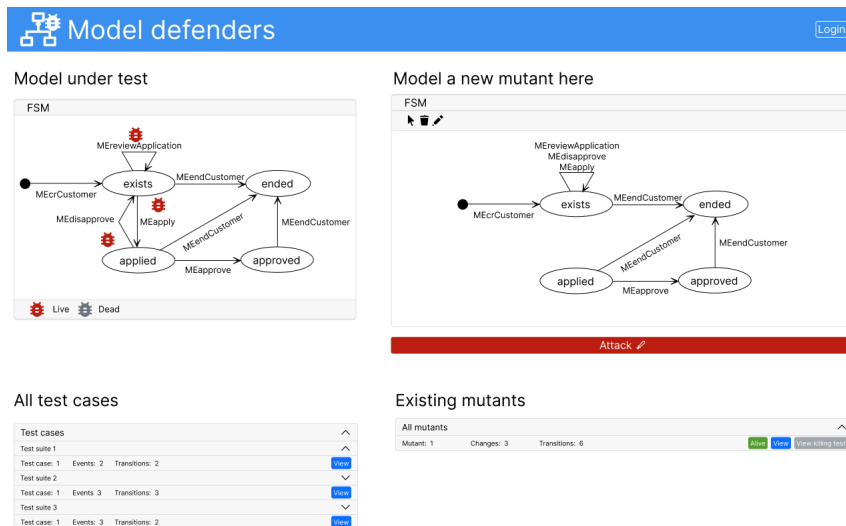 Model defenders
Login
Model under test
FSM
MEreviewApplication
exists
MEendCustomer
ended
MEcrCustomer
MEdisapprove
MEapply
MEendCustomer
MEendCustomer
applied
MEapprove
approved
Live
Dead
Model a new mutant here
FSM
MEreviewApplication
MEdisapprove
MEapply
exists
MEendCustomer
ended
MEcrCustomer
MEendCustomer
MEendCustomer
applied
MEapprove
approved
Attack
All test cases
Test cases
Test suite 1
Test case: 1 Events: 2 Transitions: 2 View
Test suite 2
Test case: 1 Events 3 Transitions: 3 View
Test suite 3
Test case: 1 Events: 3 Transitions: 2 View
Existing mutants
All mutants
Mutant: 1 Changes: 3 Transitions: 6 Alive View View killing test